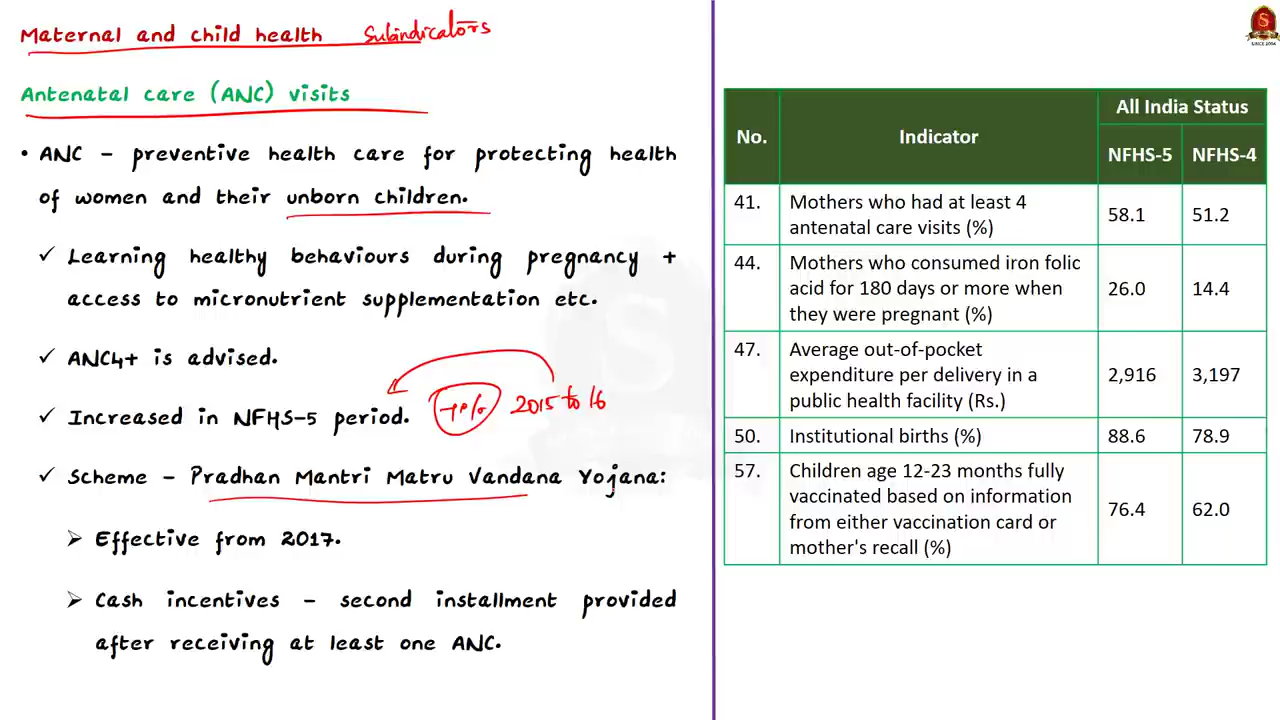 Maternal and child health Subindicators
Antenatal care (ANC) visits
• ANC – preventive health care for protecting health
of women and their unborn children.
✓ Learning healthy behaviours during pregnancy +
access to micronutrient supplementation etc.
✓ ANC4+ is advised.
✓ Increased in NFHS-5 period. 2015 to 16
✓ Scheme – Pradhan Mantri Matru Vandana Yojana:
➢ Effective from 2017.
➢ Cash incentives – second installment provided
after receiving at least one ANC.
S
SINCE 2004
No. Indicator All India Status
NFHS-5 NFHS-4
41. Mothers who had at least 4
antenatal care visits (%) 58.1 51.2
44. Mothers who consumed iron folic
acid for 180 days or more when 26.0 14.4
they were pregnant (%)
47. Average out-of-pocket
expenditure per delivery in a 2,916 3,197
public health facility (Rs.)
50. Institutional births (%) 88.6 78.9
57. Children age 12-23 months fully
vaccinated based on information
from either vaccination card or 76.4 62.0
mother's recall (%)